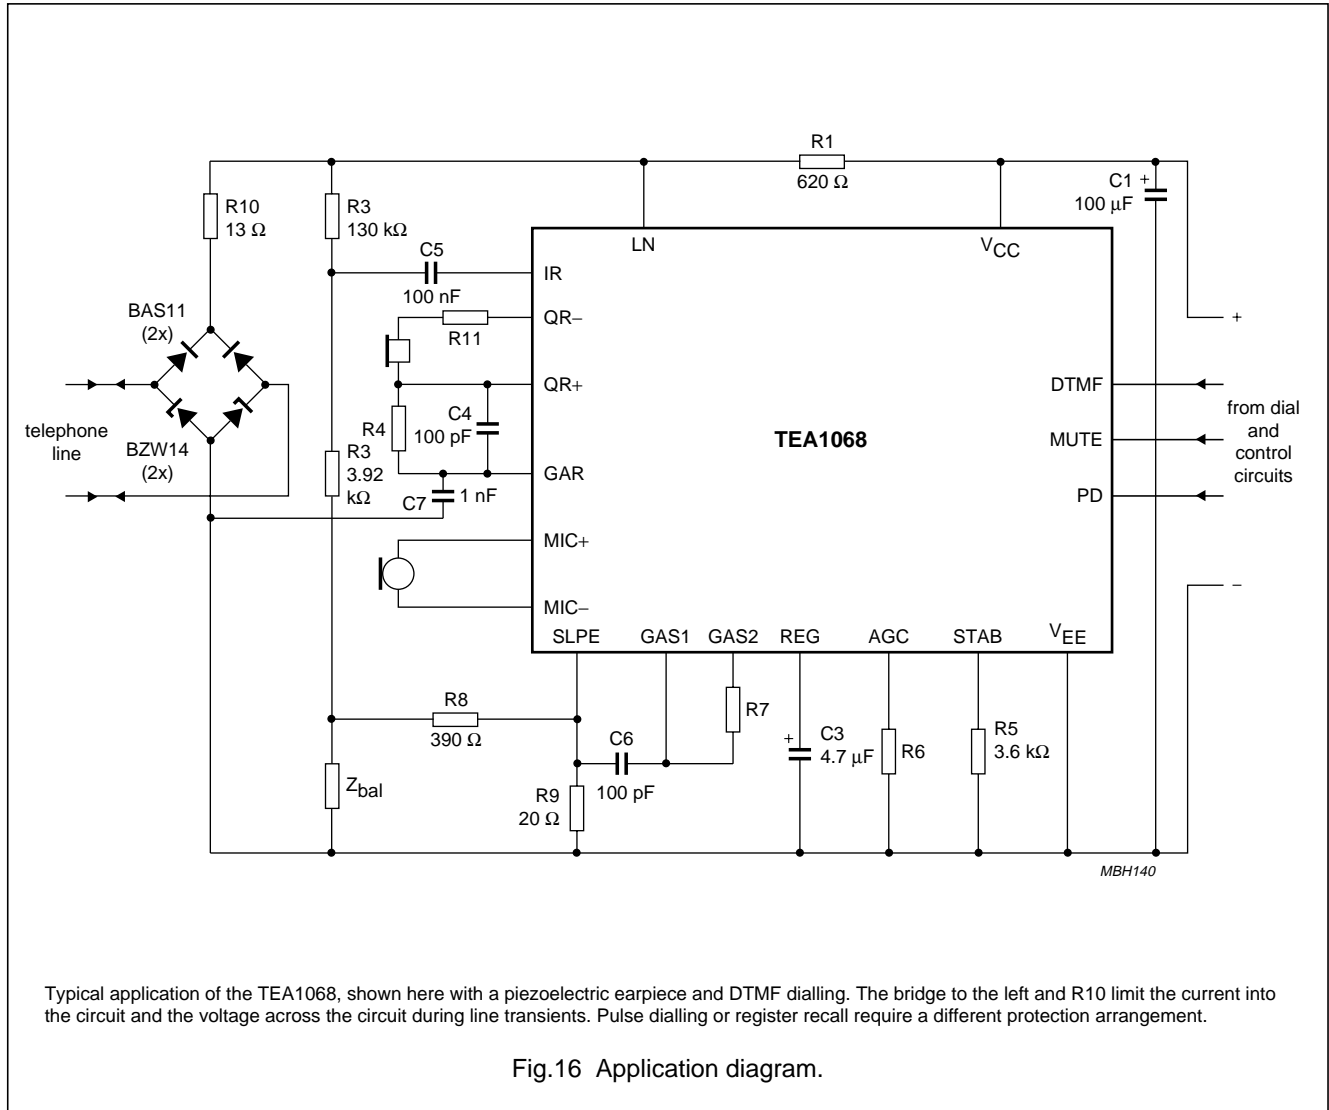 R1
620 Ω
C1 +
100 µF
R10
13 Ω
R3
130 kΩ
LN
VCC
C5
100 nF
IR
QR−
R11
BAS11
(2x)
+
QR+
DTMF
C4
100 pF
R4
telephone
line
BZW14
(2x)
TEA1068
MUTE
from dial
and
control
circuits
R3
3.92
kΩ
GAR
C7
1 nF
PD
MIC+
MIC−
−
SLPE
GAS1
GAS2
REG
AGC
STAB
VEE
R8
390 Ω
R7
C6
100 pF
+
C3
4.7 µF
R6
R5
3.6 kΩ
Zbal
R9
20 Ω
MBH140
Typical application of the TEA1068, shown here with a piezoelectric earpiece and DTMF dialling. The bridge to the left and R10 limit the current into
the circuit and the voltage across the circuit during line transients. Pulse dialling or register recall require a different protection arrangement.
Fig.16 Application diagram.